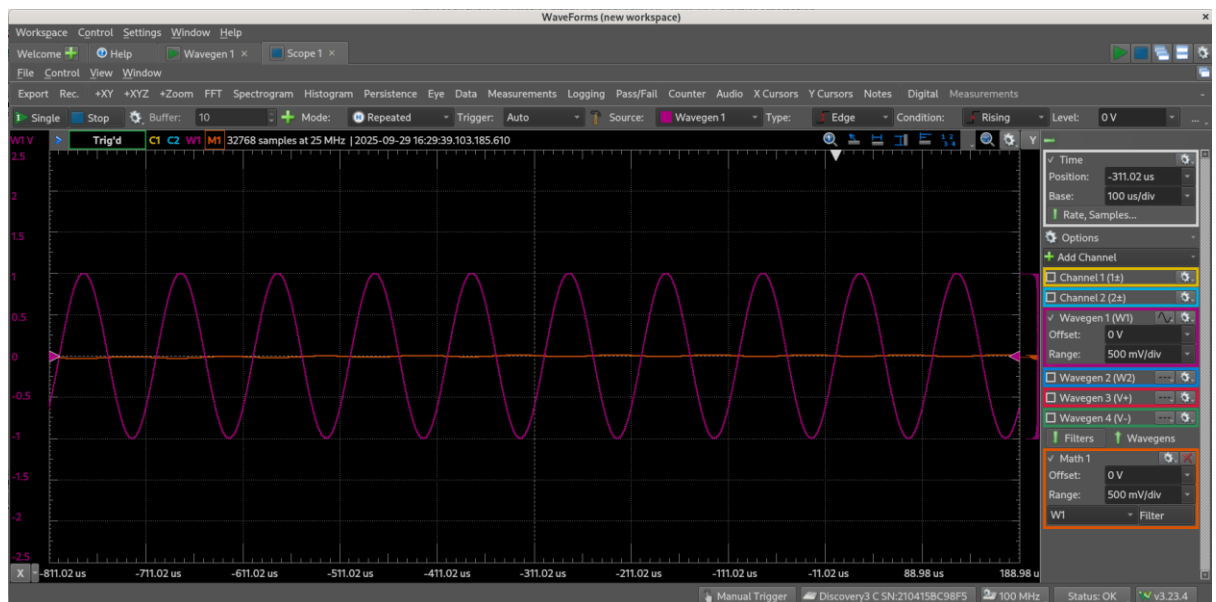 WaveForms (new workspace) ×
Workspace Control Settings Window Help
Welcome Help Wavegen 1 × Scope 1 ×
File Control View Window
Export Rec. +XY +XYZ +Zoom FFT Spectrogram Histogram Persistence Eye Data Measurements Logging Pass/Fail Counter Audio X Cursors Y Cursors Notes Digital Measurements
Single Stop Buffer: 10 Mode: Repeated Trigger: Auto Source: Wavegen 1 Type: Edge Condition: Rising Level: 0 V ...
W1 V Trig'd C1 C2 W1 M1 32768 samples at 25 MHz | 2025-09-29 16:29:39.103.185.610 Y
2.5
2
1.5
1
0.5
0
-0.5
-1
-1.5
-2
-2.5
X -811.02 us -711.02 us -611.02 us -511.02 us -411.02 us -311.02 us -211.02 us -111.02 us -11.02 us 88.98 us 188.98 u
Time
Position: -311.02 us
Base: 100 us/div
Rate, Samples...
Options
Add Channel
Channel 1 (1±)
Channel 2 (2±)
Wavegen 1 (W1)
Offset: 0 V
Range: 500 mV/div
Wavegen 2 (W2) ---
Wavegen 3 (V+) ---
Wavegen 4 (V-) ---
Filters Wavegens
Math 1
Offset: 0 V
Range: 500 mV/div
W1 Filter
Manual Trigger Discovery3 C SN:210415BC98F5 100 MHz Status: OK v3.23.4